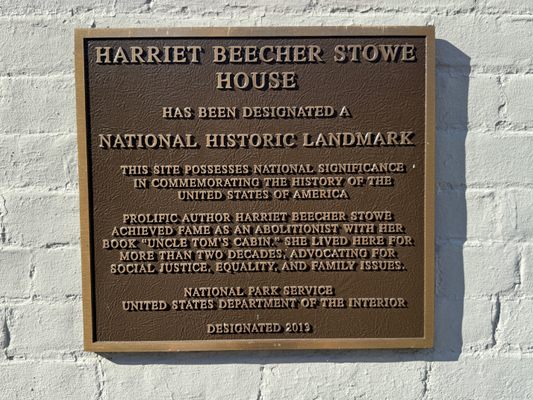 HARRIET BEECHER STOWE
HOUSE
HAS BEEN DESIGNATED A
NATIONAL HISTORIC LANDMARK
THIS SITE POSSESSES NATIONAL SIGNIFICANCE
IN COMMEMORATING THE HISTORY OF THE
UNITED STATES OF AMERICA
PROLIFIC AUTHOR HARRIET BEECHER STOWE
ACHIEVED FAME AS AN ABOLITIONIST WITH HER
BOOK "UNCLE TOM'S CABIN." SHE LIVED HERE FOR
MORE THAN TWO DECADES, ADVOCATING FOR
SOCIAL JUSTICE, EQUALITY, AND FAMILY ISSUES.
NATIONAL PARK SERVICE
UNITED STATES DEPARTMENT OF THE INTERIOR
DESIGNATED 2013